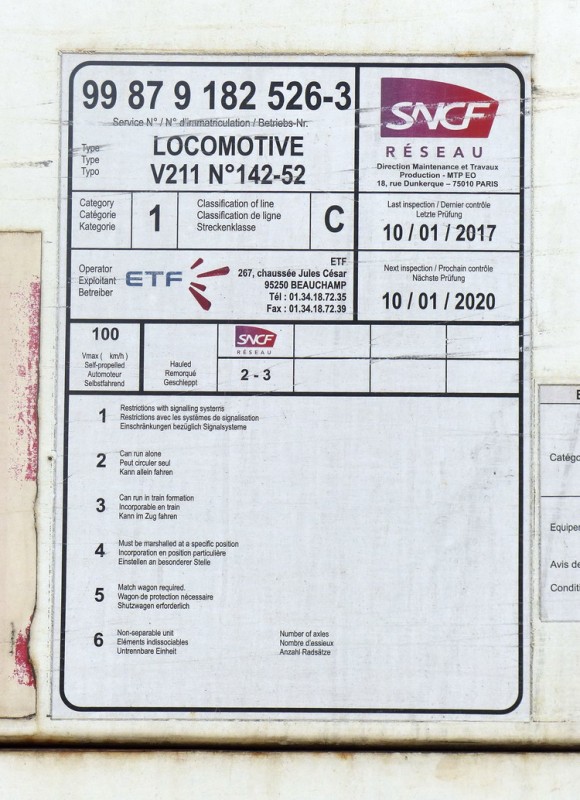 99 87 9 182 526-3
Service N° / N° d'immatriculation / Betriebs-Nr.
Type
Type
Typo
LOCOMOTIVE
V211 N°142-52
SNCF
RÉSEAU
Direction Maintenance et Travaux
Production - MTP EO
18, rue Dunkerque – 75010 PARIS
Category
Catégorie
Kategorie
1
Classification of line
Classification de ligne
Streckenklasse
C
Last inspection / Dernier contrôle
Letzte Prüfung
10 / 01 / 2017
Operator
Exploitant
Betreiber
ETF
ETF
267, chaussée Jules César
95250 BEAUCHAMP
Tél : 01.34.18.72.35
Fax : 01.34.18.72.39
Next inspection / Prochain contrôle
Nächste Prüfung
10 / 01 / 2020
100
Vmax ( km/h )
Self-propelled
Automoteur
Selbstfahrend
Hauled
Remorqué
Geschleppt
SNCF
RÉSEAU
2 - 3
1
Restrictions with signalling systems
Restrictions avec les systèmes de signalisation
Einschränkungen bezüglich Signalsysteme
2
Can run alone
Peut circuler seul
Kann allein fahren
3
Can run in train formation
Incorporable en train
Kann im Zug fahren
4
Must be marshalled at a specific position
Incorporation en position particulière
Einstellen an besonderer Stelle
5
Match wagon required.
Wagon de protection nécessaire
Shutzwagen erforderlich
6
Non-separable unit
Eléments indissociables
Untrennbare Einheit
Number of axles
Nombre d'essieux
Anzahl Radsätze
Catégo
Equiper
Avis de
Conditi